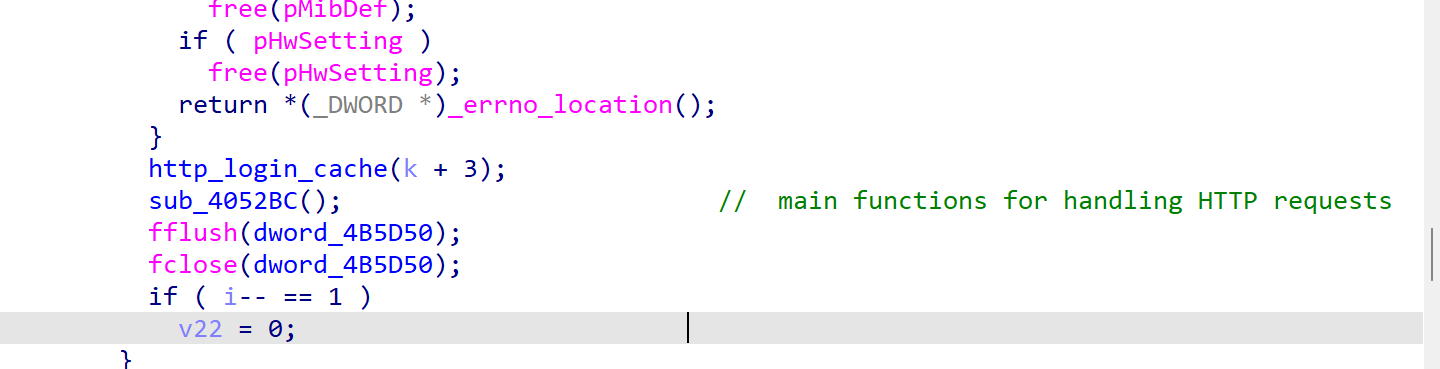 free(pMibDef);
if ( pHwSetting )
free(pHwSetting);
return *(_DWORD *)_errno_location();
}
http_login_cache(k + 3);
sub_4052BC(); // main functions for handling HTTP requests
fflush(dword_4B5D50);
fclose(dword_4B5D50);
if ( i-- == 1 )
v22 = 0;
}